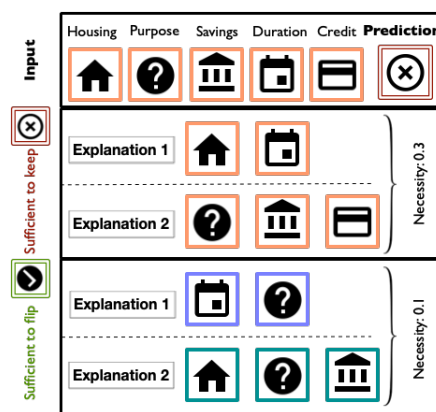 Housing Purpose Savings Duration Credit Prediction
Input
Sufficient to keep
Explanation 1
Explanation 2
Necessity: 0.3
Sufficient to flip
Explanation 1
Explanation 2
Necessity: 0.1